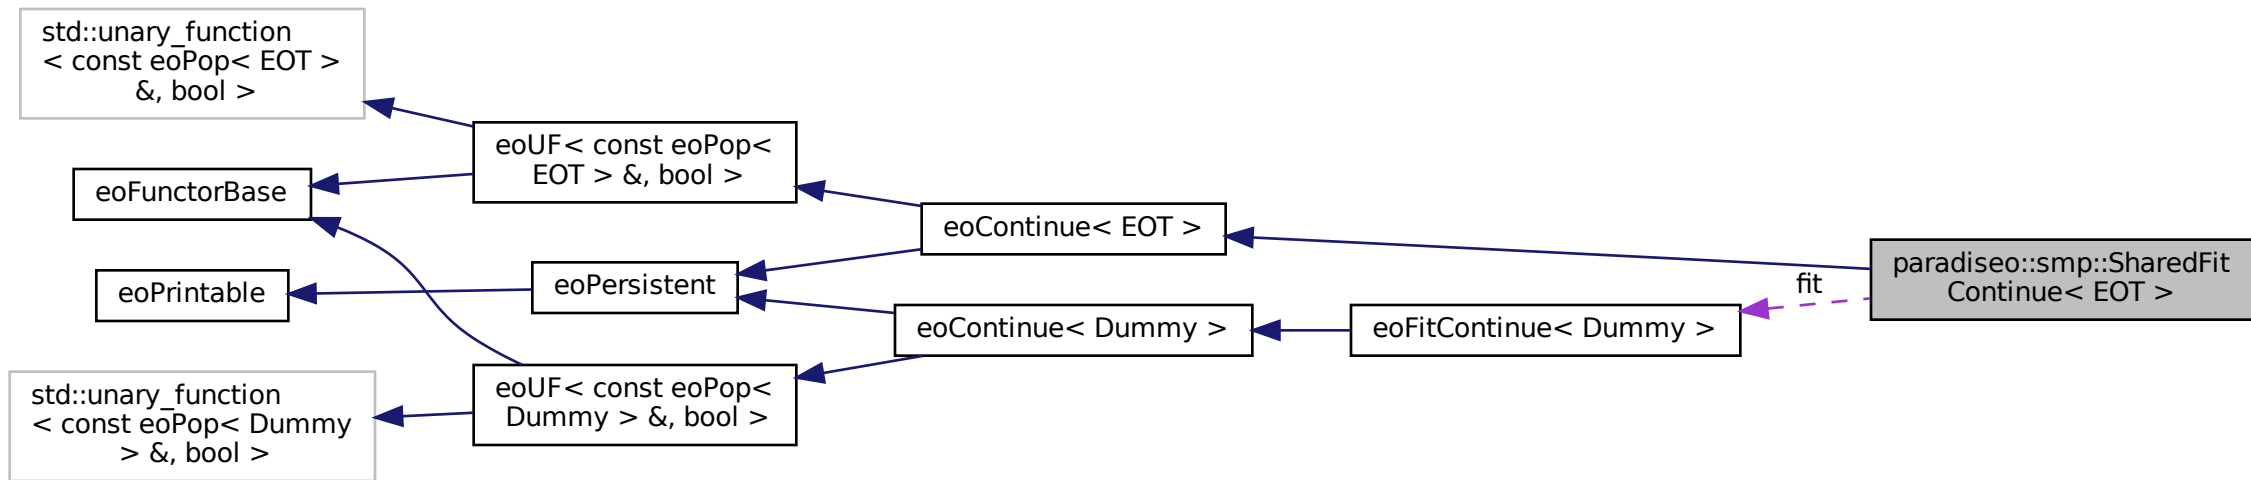 std::unary_function
< const eoPop< EOT >
&, bool >
eoFunctorBase
eoPrintable
std::unary_function
< const eoPop< Dummy
> &, bool >
eoUF< const eoPop<
EOT > &, bool >
eoPersistent
eoUF< const eoPop<
Dummy > &, bool >
eoContinue< EOT >
eoContinue< Dummy >
eoFitContinue< Dummy >
fit
paradiseo::smp::SharedFit
Continue< EOT >